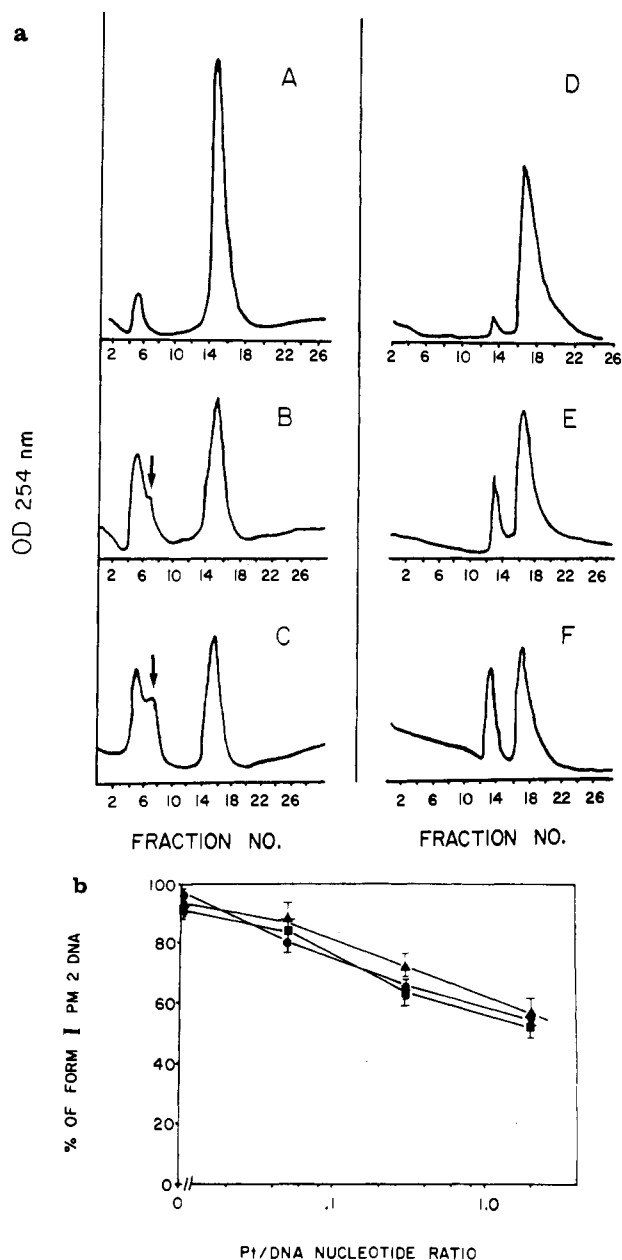 a
A
2 6 10 14 18 22 26
D
2 6 10 14 18 22 26
OD 254 nm
B
2 6 10 14 18 22 26
E
2 6 10 14 18 22 26
C
2 6 10 14 18 22 26
F
2 6 10 14 18 22 26
FRACTION NO.
FRACTION NO.
b
% OF FORM I PM 2 DNA
100
80
60
40
20
0
0 .1 1.0
Pt/DNA NUCLEOTIDE RATIO